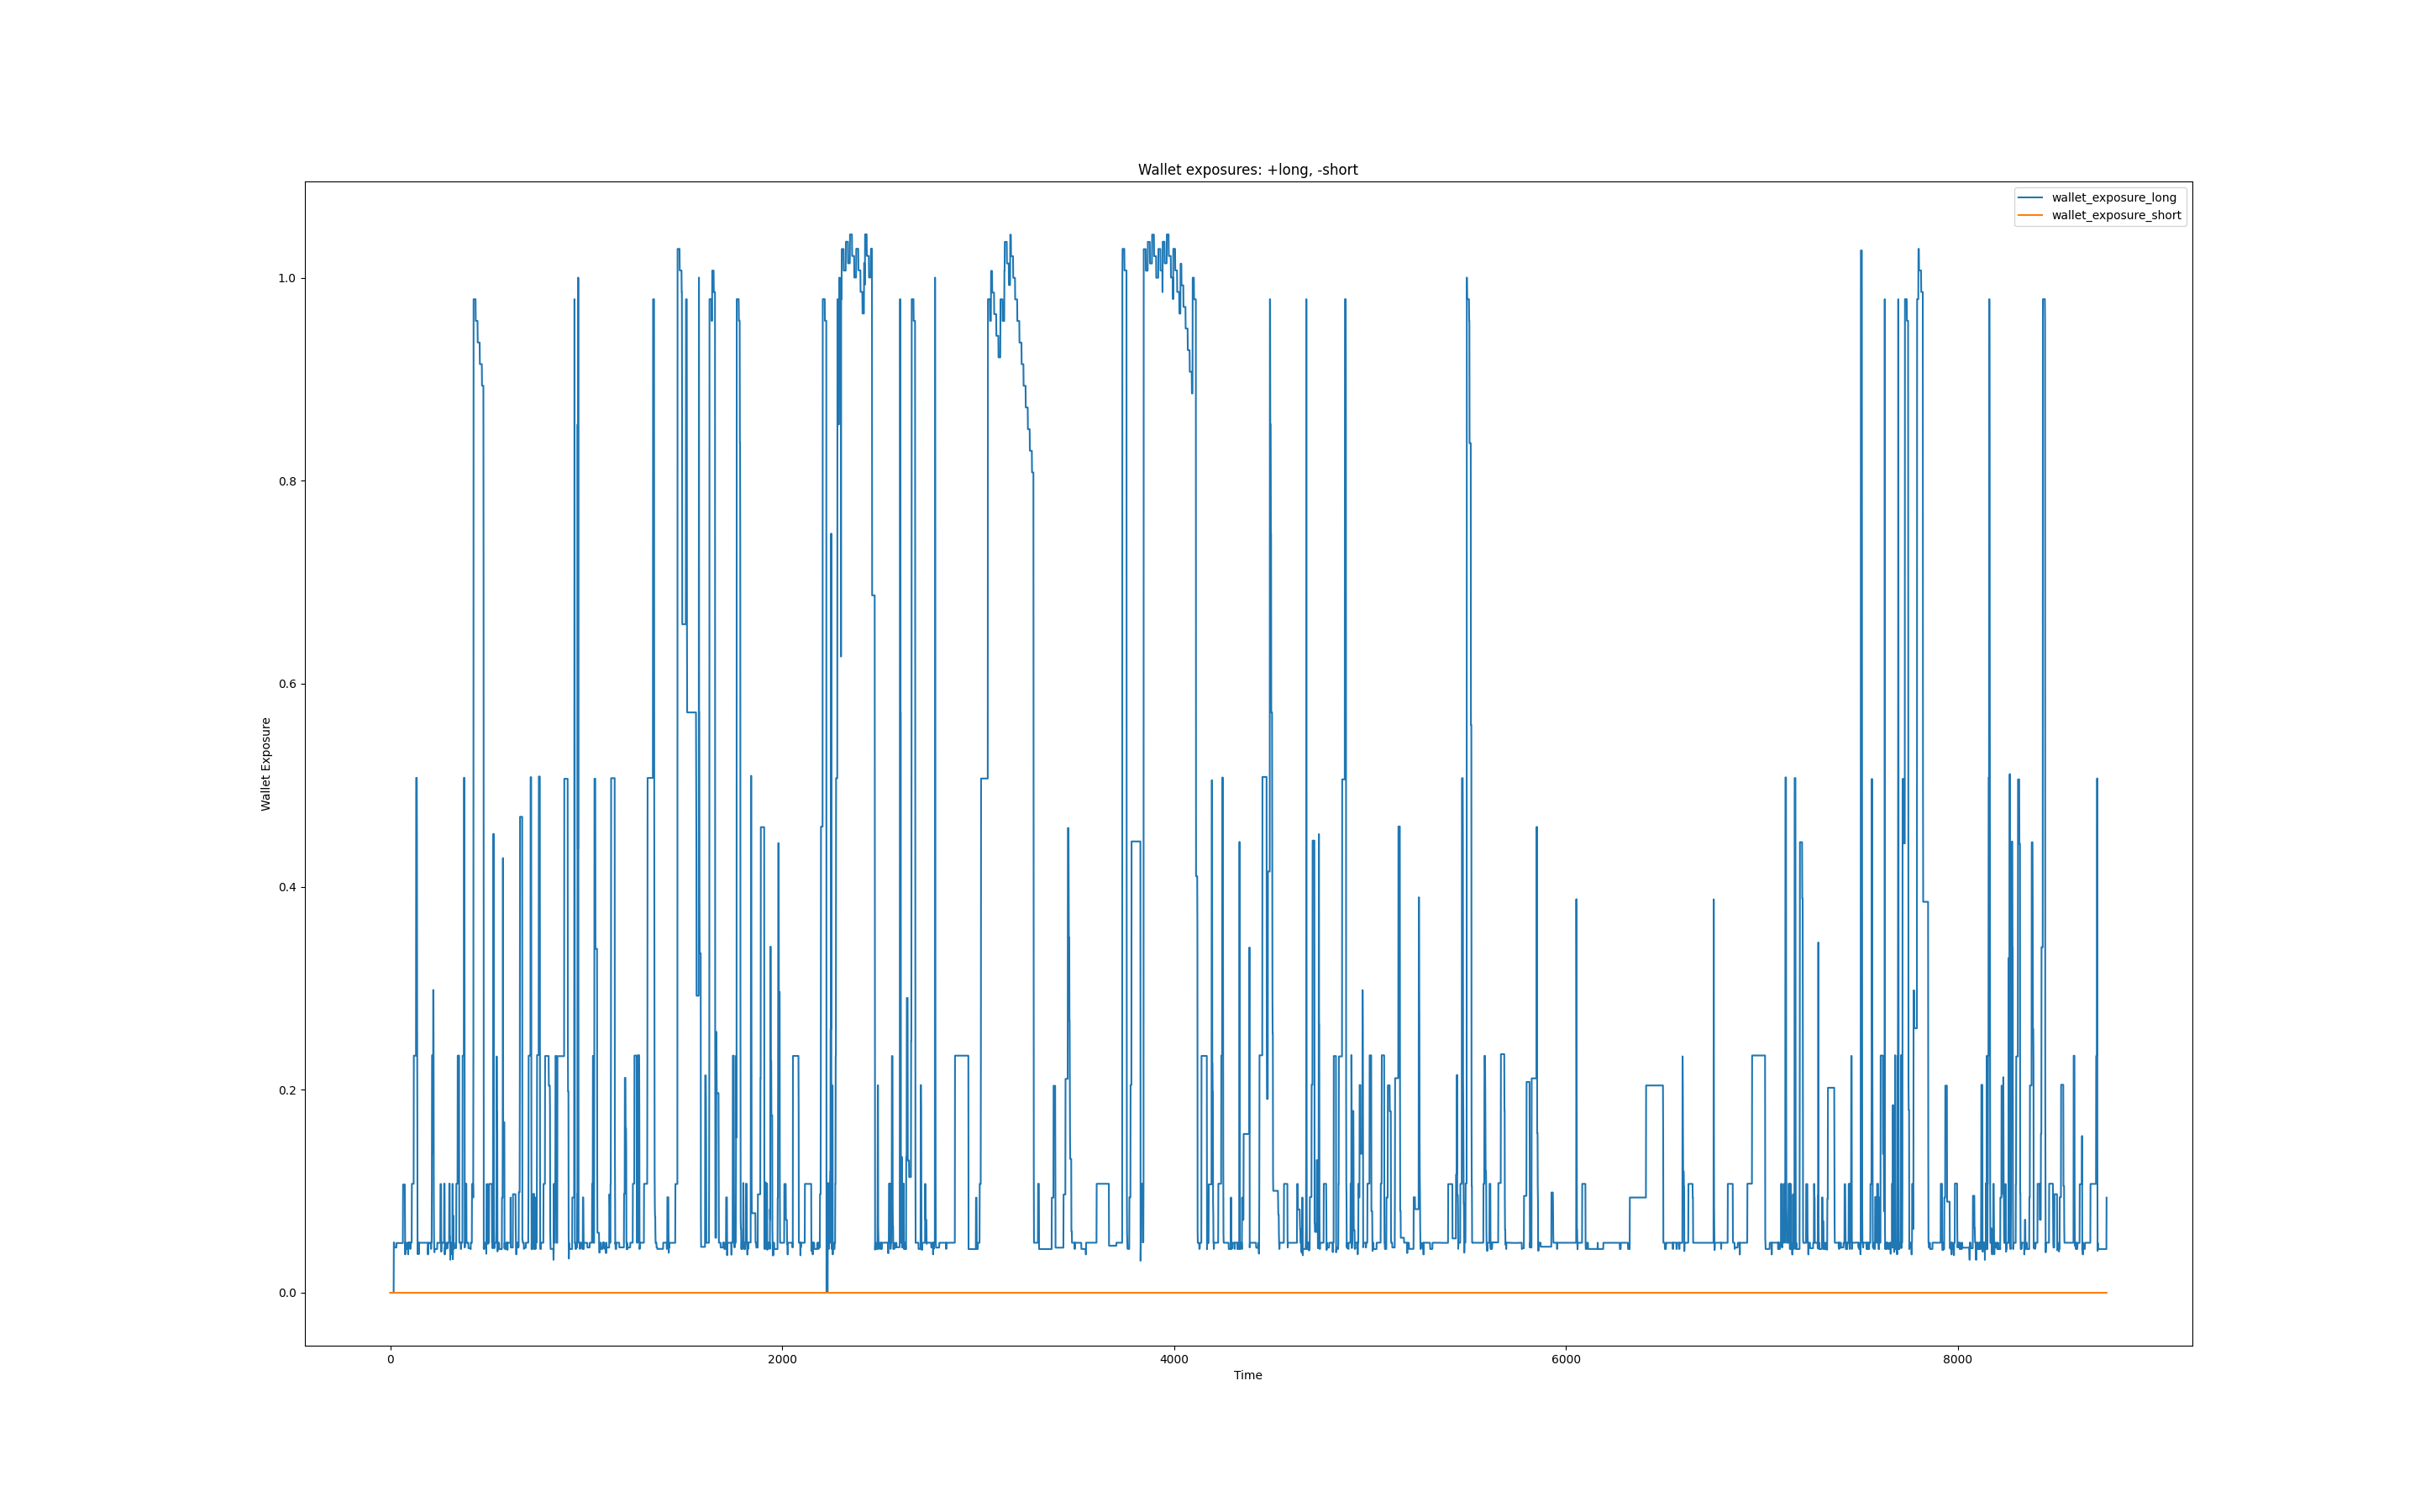 Wallet exposures: +long, -short
wallet_exposure_long
wallet_exposure_short
1.0
0.8
0.6
0.4
0.2
0.0
Wallet Exposure
0 2000 4000 6000 8000
Time